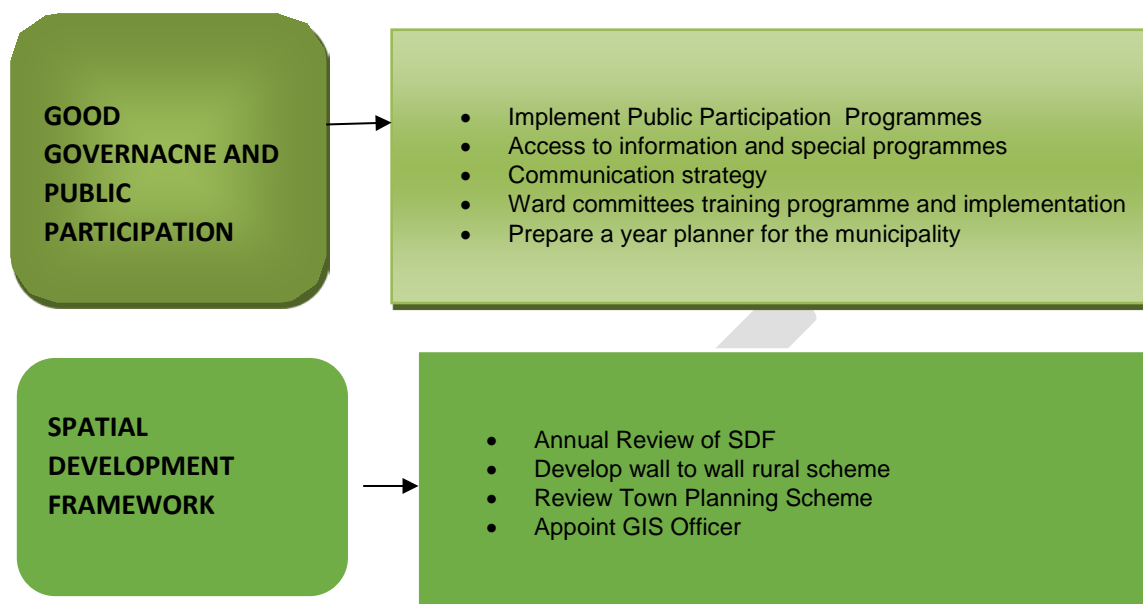 GOOD
GOVERNACNE AND
PUBLIC
PARTICIPATION
• Implement Public Participation Programmes
• Access to information and special programmes
• Communication strategy
• Ward committees training programme and implementation
• Prepare a year planner for the municipality
SPATIAL
DEVELOPMENT
FRAMEWORK
• Annual Review of SDF
• Develop wall to wall rural scheme
• Review Town Planning Scheme
• Appoint GIS Officer